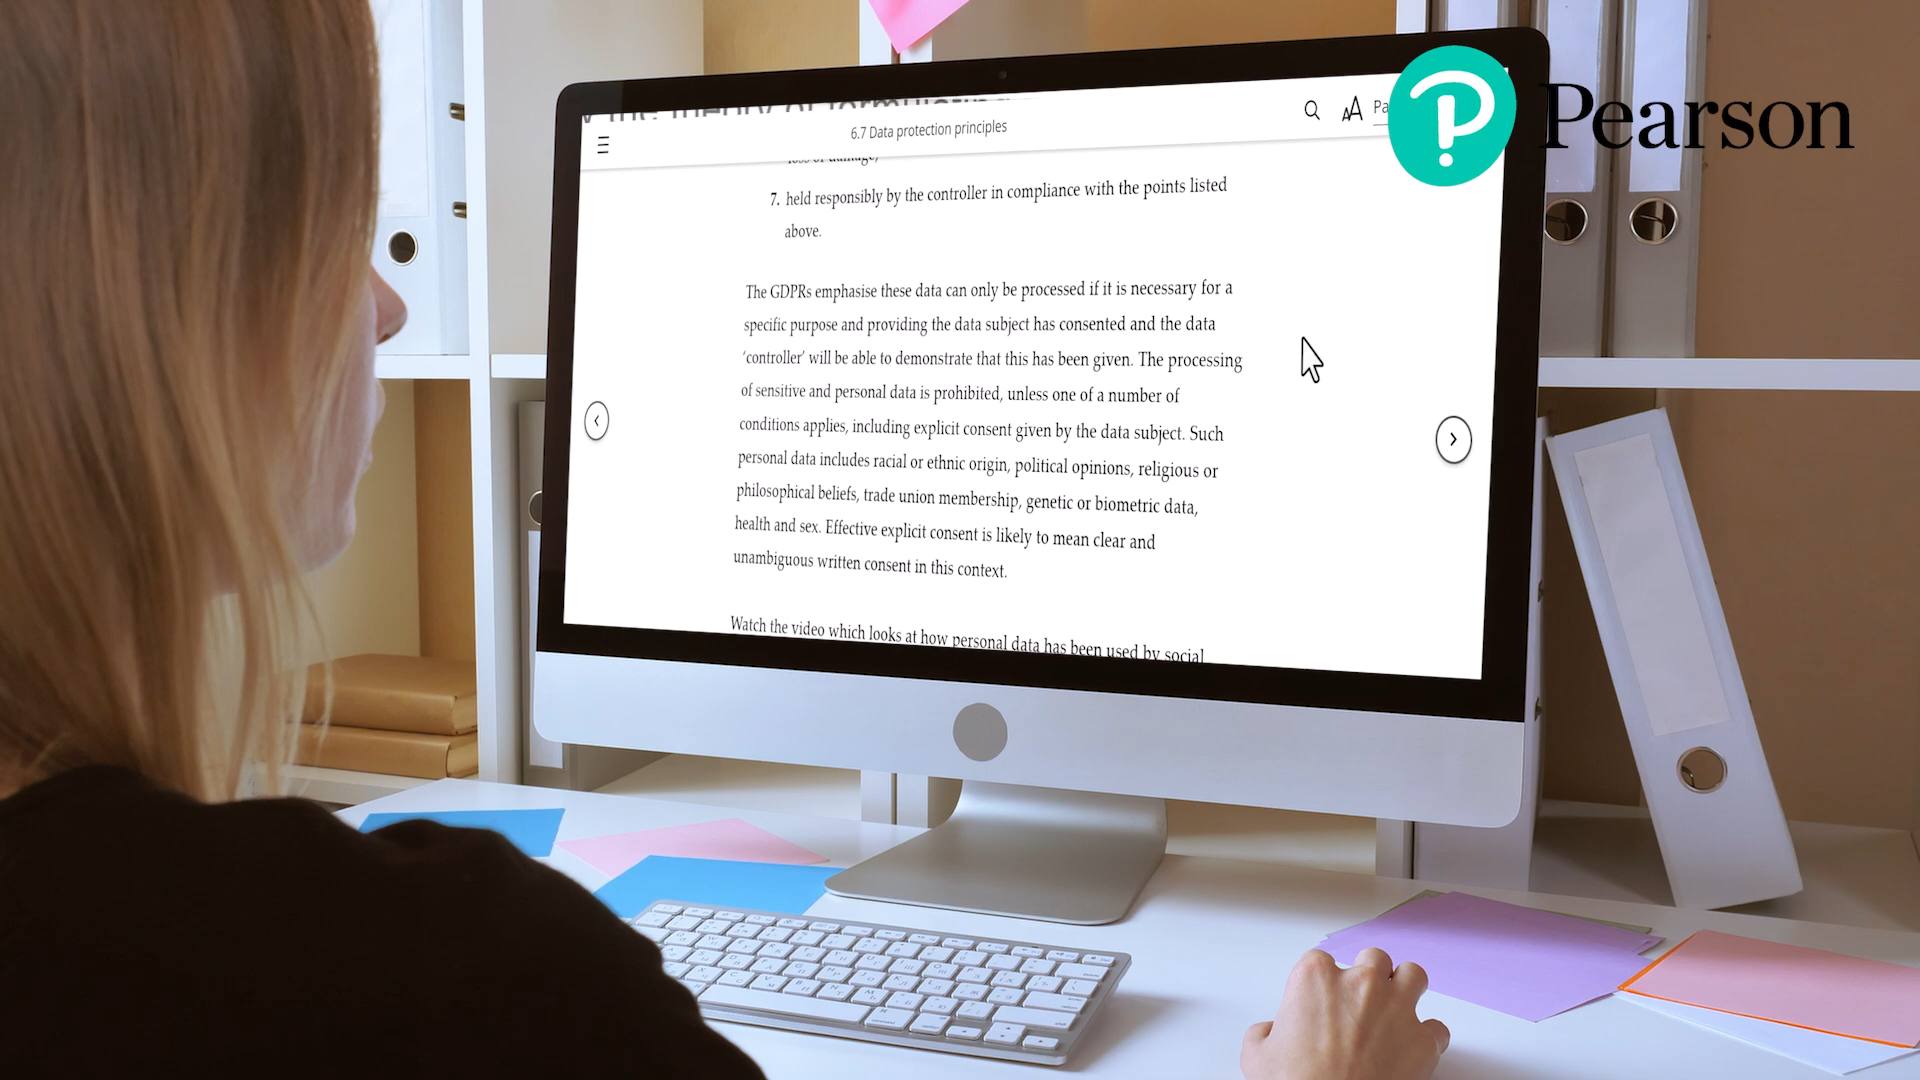 Pearson
6.7 Data protection principles
Pa
loss or damage;
7. held responsibly by the controller in compliance with the points listed
above.
The GDPRs emphasise these data can only be processed if it is necessary for a
specific purpose and providing the data subject has consented and the data
‘controller’ will be able to demonstrate that this has been given. The processing
of sensitive and personal data is prohibited, unless one of a number of
conditions applies, including explicit consent given by the data subject. Such
personal data includes racial or ethnic origin, political opinions, religious or
philosophical beliefs, trade union membership, genetic or biometric data,
health and sex. Effective explicit consent is likely to mean clear and
unambiguous written consent in this context.
Watch the video which looks at how personal data has been used by social